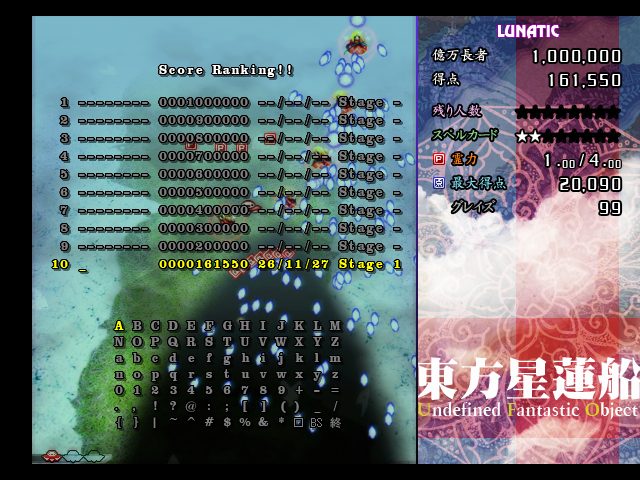 Score Ranking!!
1 -------- 0001000000 --/--/-- Stage -
2 -------- 0000900000 --/--/-- Stage -
3 -------- 0000800000 --/--/-- Stage -
4 -------- 0000700000 --/--/-- Stage -
5 -------- 0000600000 --/--/-- Stage -
6 -------- 0000500000 --/--/-- Stage -
7 -------- 0000400000 --/--/-- Stage -
8 -------- 0000300000 --/--/-- Stage -
9 -------- 0000200000 --/--/-- Stage -
10 _ 0000161550 26/11/27 Stage 1
A B C D E F G H I J K L M
N O P Q R S T U V W X Y Z
a b c d e f g h i j k l m
n o p q r s t u v w x y z
0 1 2 3 4 5 6 7 8 9 + - =
. , ! ? @ : ; [ ] ( ) _ /
{ } | ~ ^ # $ % & * BS 終
LUNATIC
億万長者 1,000,000
得点 161,550
残り人数
スペルカード
P 霊力 1.00/4.00
最大得点 20,090
グレイズ 99
東方星蓮船
Undefined Fantastic Object